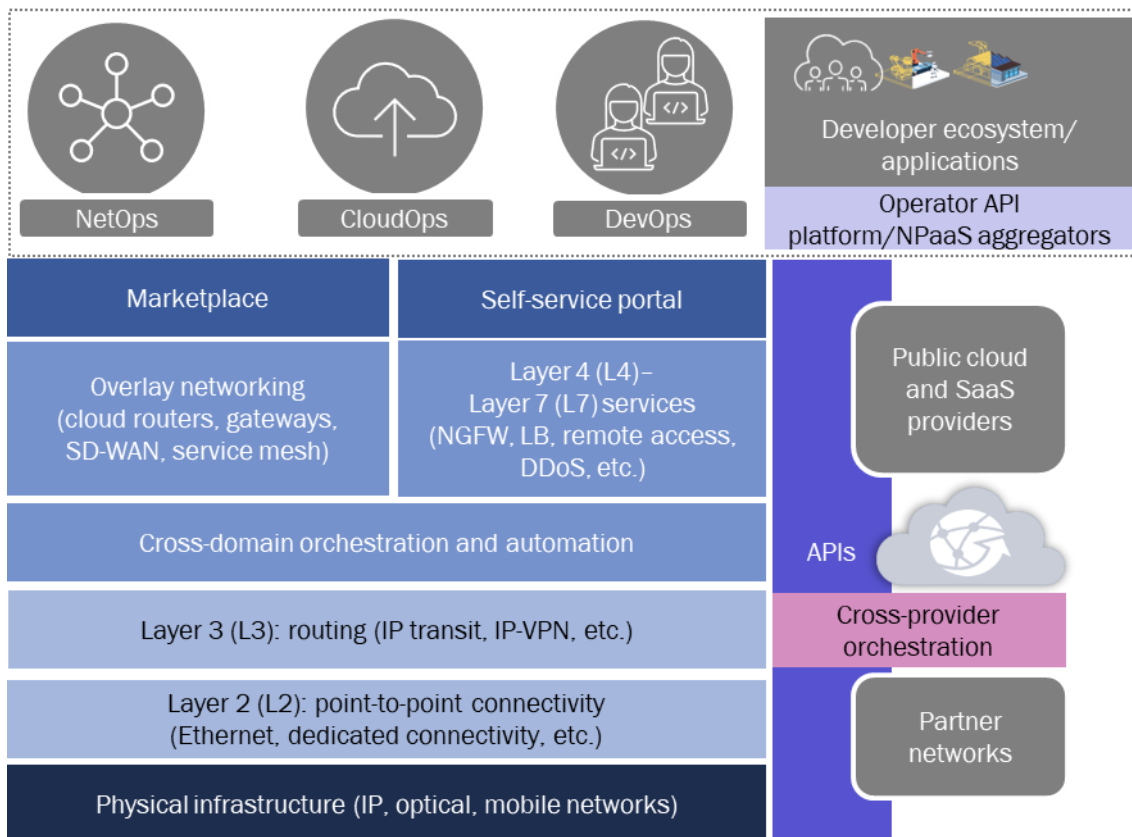 </>
</>
NetOps
CloudOps
DevOps
Developer ecosystem/
applications
Operator API
platform/NPaaS aggregators
Marketplace
Self-service portal
Overlay networking
(cloud routers, gateways,
SD-WAN, service mesh)
Layer 4 (L4)–
Layer 7 (L7) services
(NGFW, LB, remote access,
DDoS, etc.)
Cross-domain orchestration and automation
Layer 3 (L3): routing (IP transit, IP-VPN, etc.)
Layer 2 (L2): point-to-point connectivity
(Ethernet, dedicated connectivity, etc.)
Physical infrastructure (IP, optical, mobile networks)
APIs
Public cloud
and SaaS
providers
Cross-provider
orchestration
Partner
networks